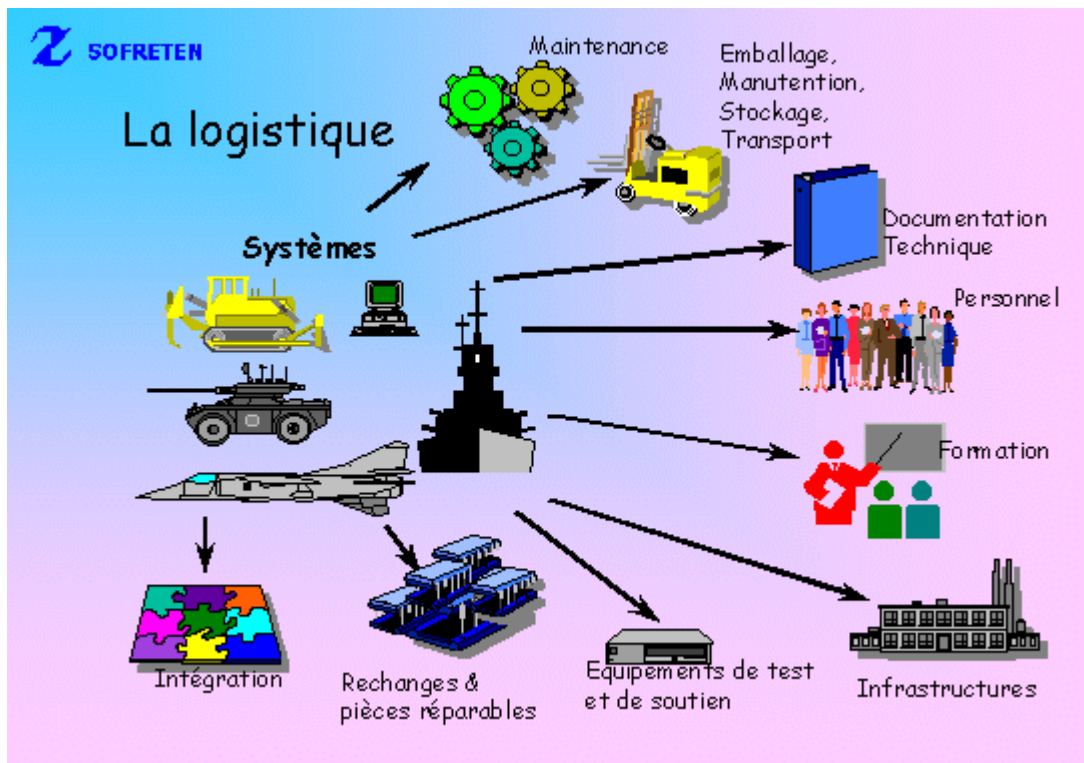 SOFRETEN
La logistique
Maintenance
Emballage,
Manutention,
Stockage,
Transport
Documentation
Technique
Systèmes
Personnel
Formation
Intégration
Rechanges &
pièces réparables
Equipements de test
et de soutien
Infrastructures